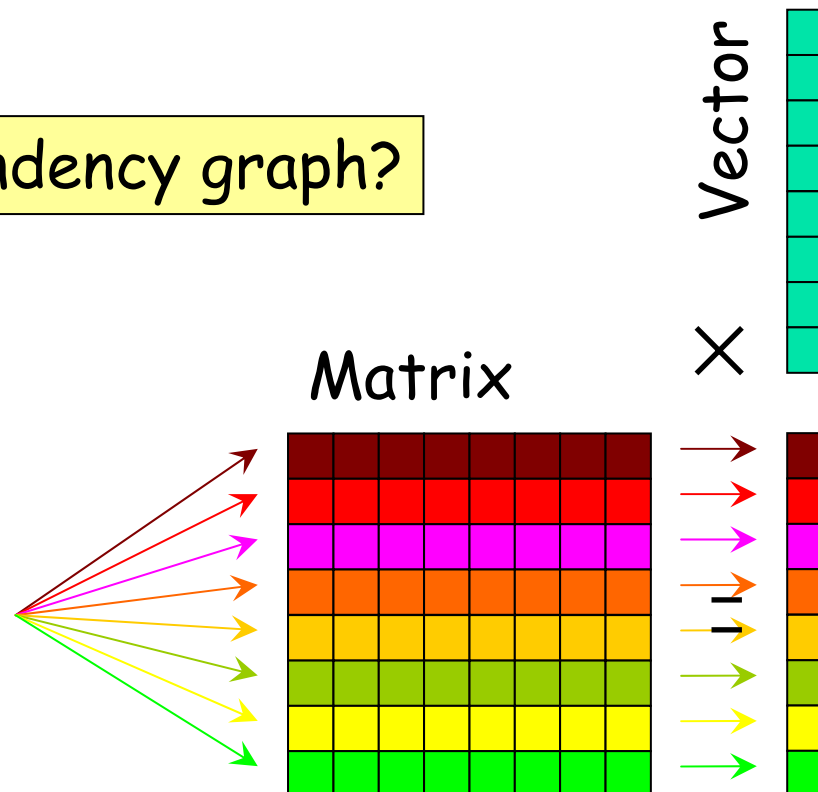 ndency graph?
Vector
×
Matrix
=